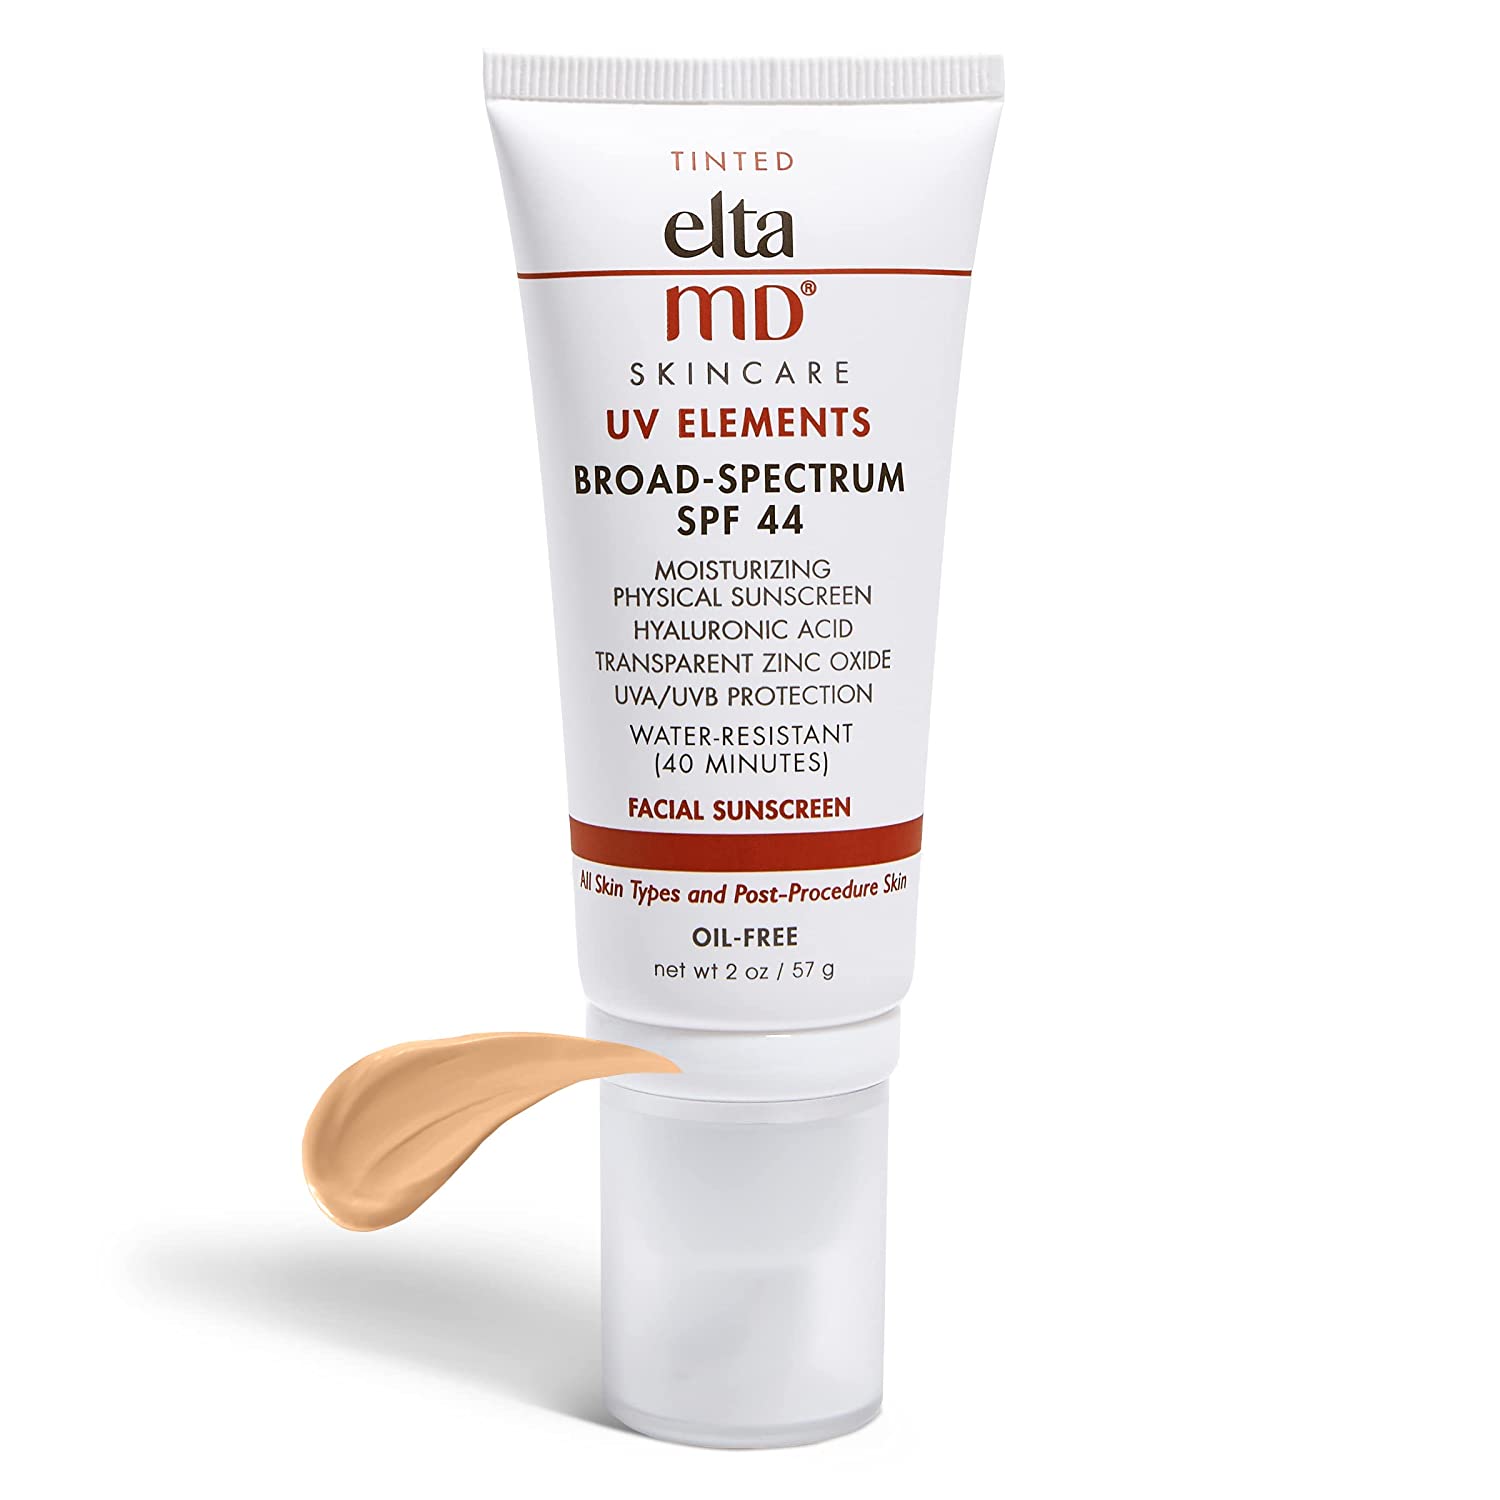 TINTED
elta
MD®
SKINCARE
UV ELEMENTS
BROAD-SPECTRUM
SPF 44
MOISTURIZING
PHYSICAL SUNSCREEN
HYALURONIC ACID
TRANSPARENT ZINC OXIDE
UVA/UVB PROTECTION
WATER-RESISTANT
(40 MINUTES)
FACIAL SUNSCREEN
All Skin Types and Post-Procedure Skin
OIL-FREE
net wt 2 oz / 57 g